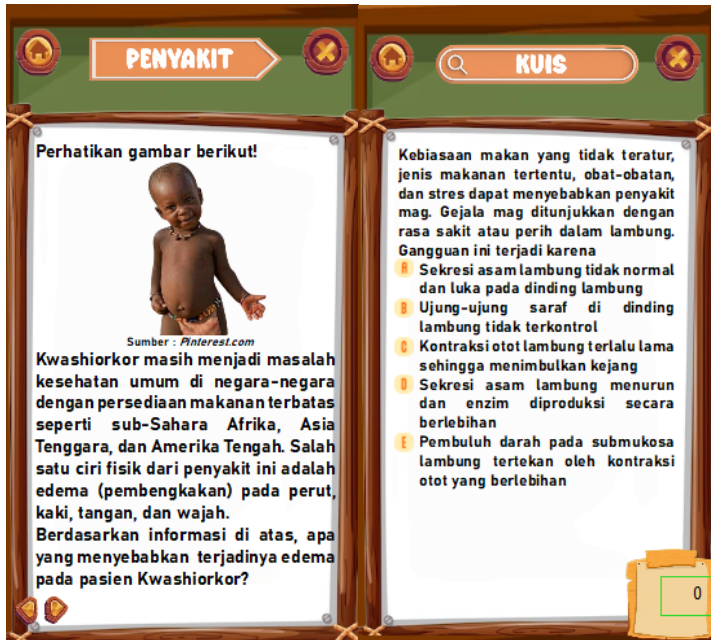 PENYAKIT
Perhatikan gambar berikut!
Sumber : Pinterest.com
Kwashiorkor masih menjadi masalah
kesehatan umum di negara-negara
dengan persediaan makanan terbatas
seperti sub-Sahara Afrika, Asia
Tenggara, dan Amerika Tengah. Salah
satu ciri fisik dari penyakit ini adalah
edema (pembengkakan) pada perut,
kaki, tangan, dan wajah.
Berdasarkan informasi di atas, apa
yang menyebabkan terjadinya edema
pada pasien Kwashiorkor?
KUIS
Kebiasaan makan yang tidak teratur,
jenis makanan tertentu, obat-obatan,
dan stres dapat menyebabkan penyakit
mag. Gejala mag ditunjukkan dengan
rasa sakit atau perih dalam lambung.
Gangguan ini terjadi karena
A Sekresi asam lambung tidak normal
dan luka pada dinding lambung
B Ujung-ujung saraf di dinding
lambung tidak terkontrol
C Kontraksi otot lambung terlalu lama
sehingga menimbulkan kejang
D Sekresi asam lambung menurun
dan enzim diproduksi secara
berlebihan
E Pembuluh darah pada submukosa
lambung tertekan oleh kontraksi
otot yang berlebihan
0